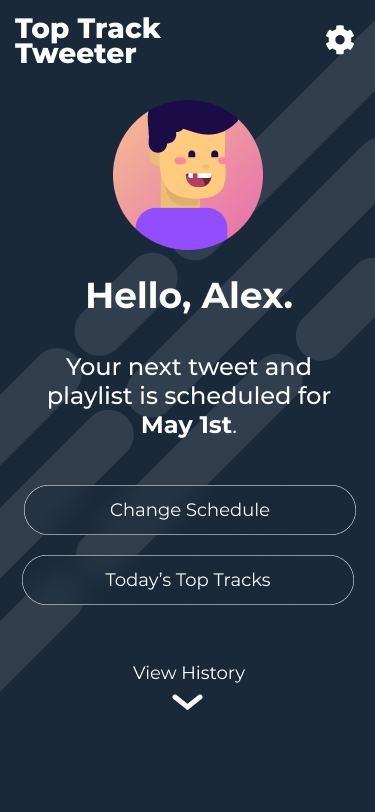 Top Track
Tweeter
Hello, Alex.
Your next tweet and
playlist is scheduled for
May 1st.
Change Schedule
Today’s Top Tracks
View History